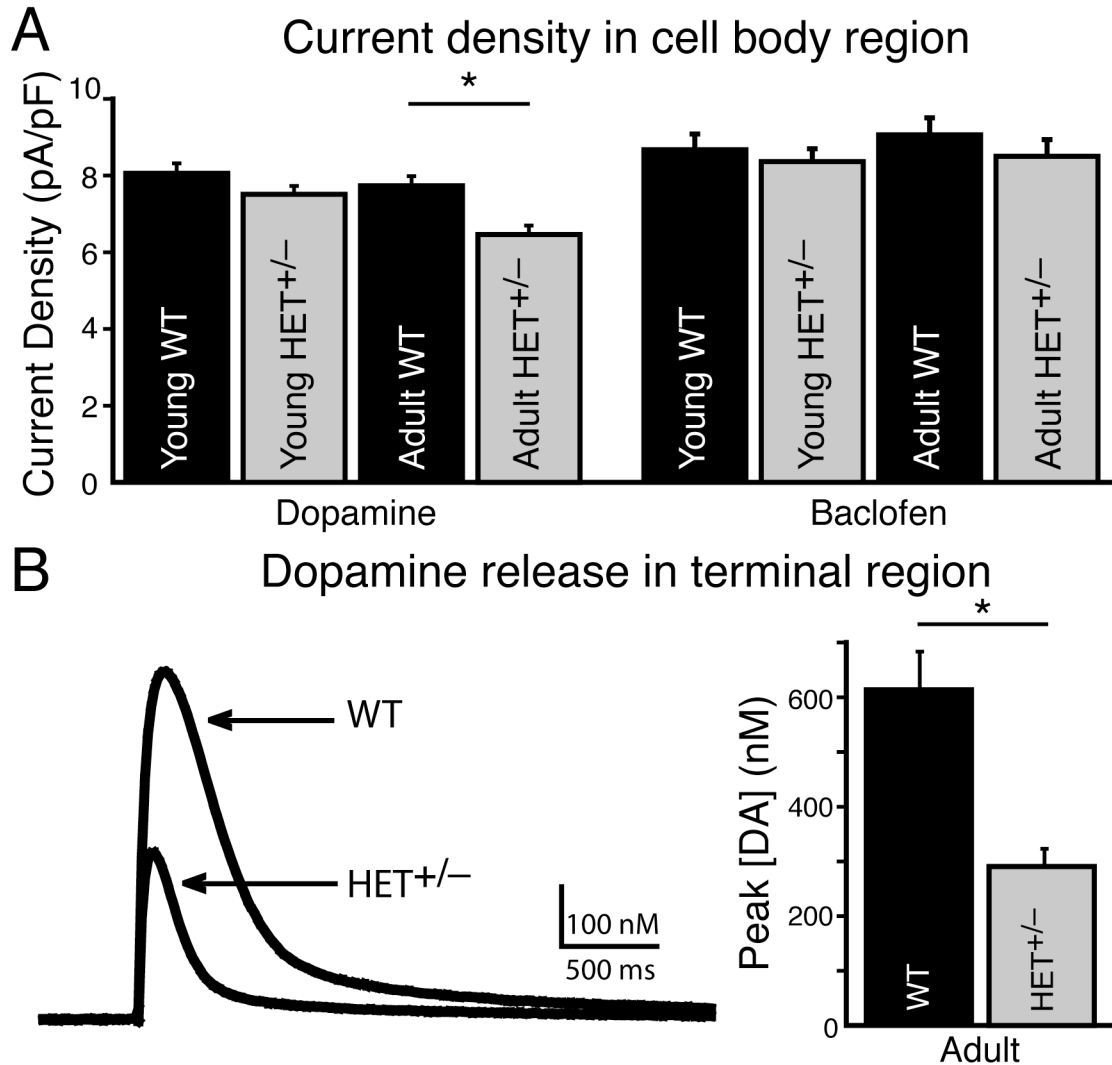 A
Current density in cell body region
Current Density (pA/pF)
10
8
6
4
2
0
*
Young WT
Young HET+/–
Adult WT
Adult HET+/–
Young WT
Young HET+/–
Adult WT
Adult HET+/–
Dopamine
Baclofen
B
Dopamine release in terminal region
WT
HET+/–
100 nM
500 ms
*
Peak [DA] (nM)
600
400
200
0
WT
HET+/–
Adult